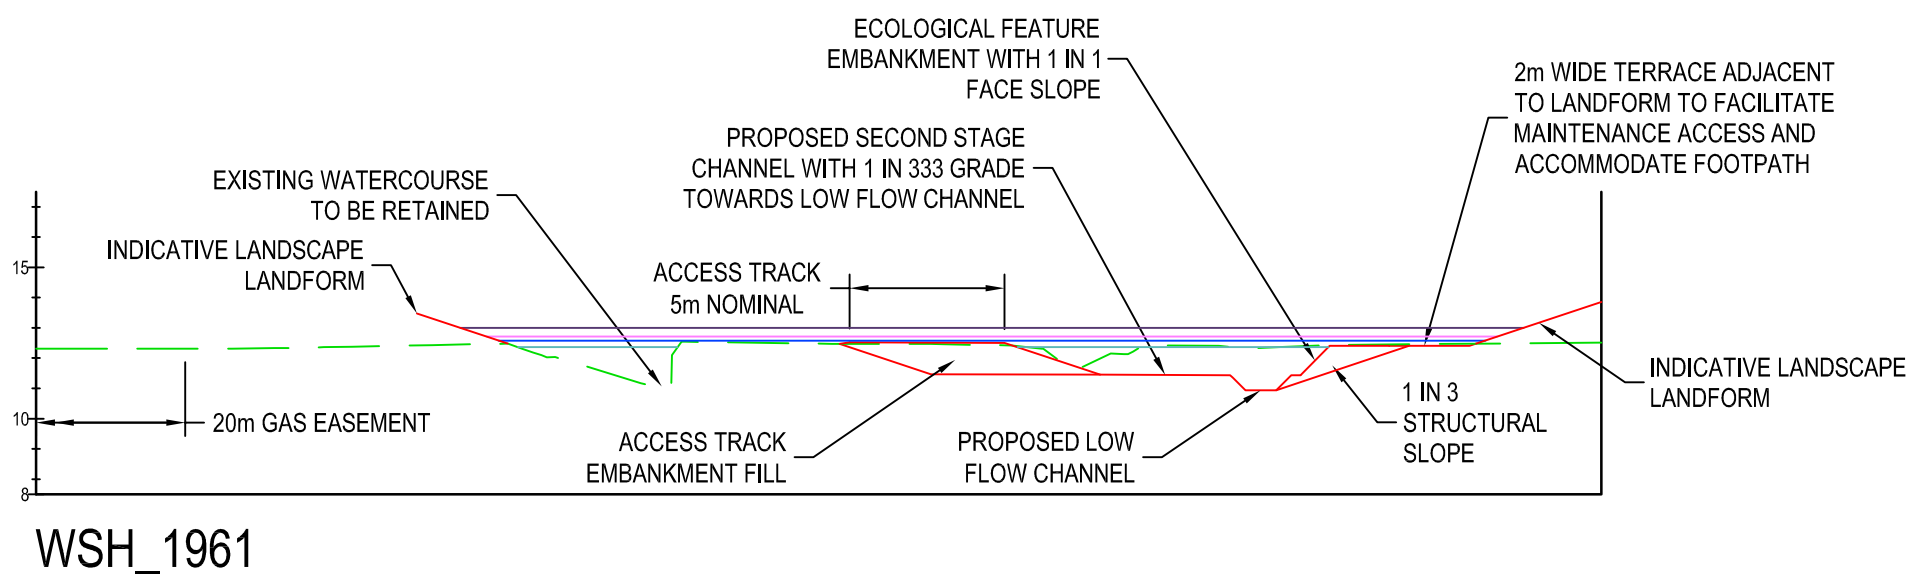 ECOLOGICAL FEATURE
EMBANKMENT WITH 1 IN 1
FACE SLOPE
2m WIDE TERRACE ADJACENT
TO LANDFORM TO FACILITATE
MAINTENANCE ACCESS AND
ACCOMMODATE FOOTPATH
PROPOSED SECOND STAGE
CHANNEL WITH 1 IN 333 GRADE
TOWARDS LOW FLOW CHANNEL
EXISTING WATERCOURSE
TO BE RETAINED
INDICATIVE LANDSCAPE
LANDFORM
ACCESS TRACK
5m NOMINAL
15
10
8
20m GAS EASEMENT
ACCESS TRACK
EMBANKMENT FILL
PROPOSED LOW
FLOW CHANNEL
1 IN 3
STRUCTURAL
SLOPE
INDICATIVE LANDSCAPE
LANDFORM
WSH_1961